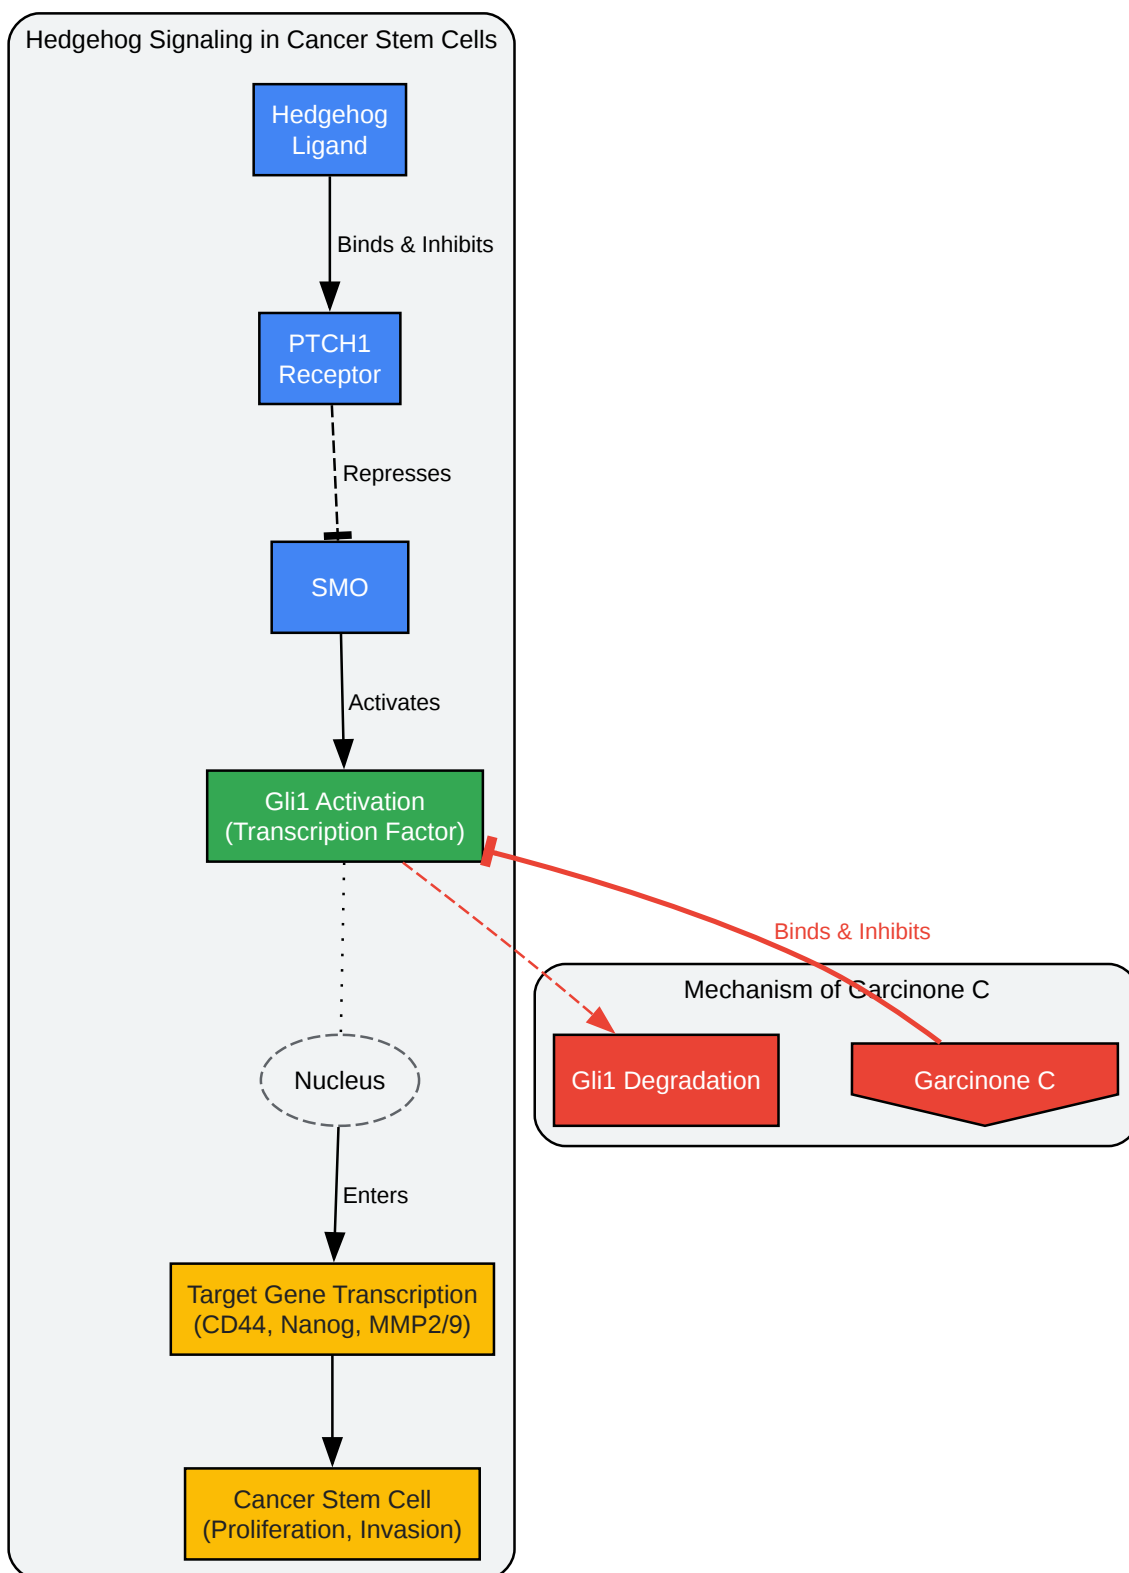 Hedgehog Signaling in Cancer Stem Cells
Hedgehog
Ligand
Binds & Inhibits
PTCH1
Receptor
Represses
SMO
Activates
Gli1 Activation
(Transcription Factor)
Binds & Inhibits
Mechanism of Garcinone C
Nucleus
Gli1 Degradation
Garcinone C
Enters
Target Gene Transcription
(CD44, Nanog, MMP2/9)
Cancer Stem Cell
(Proliferation, Invasion)